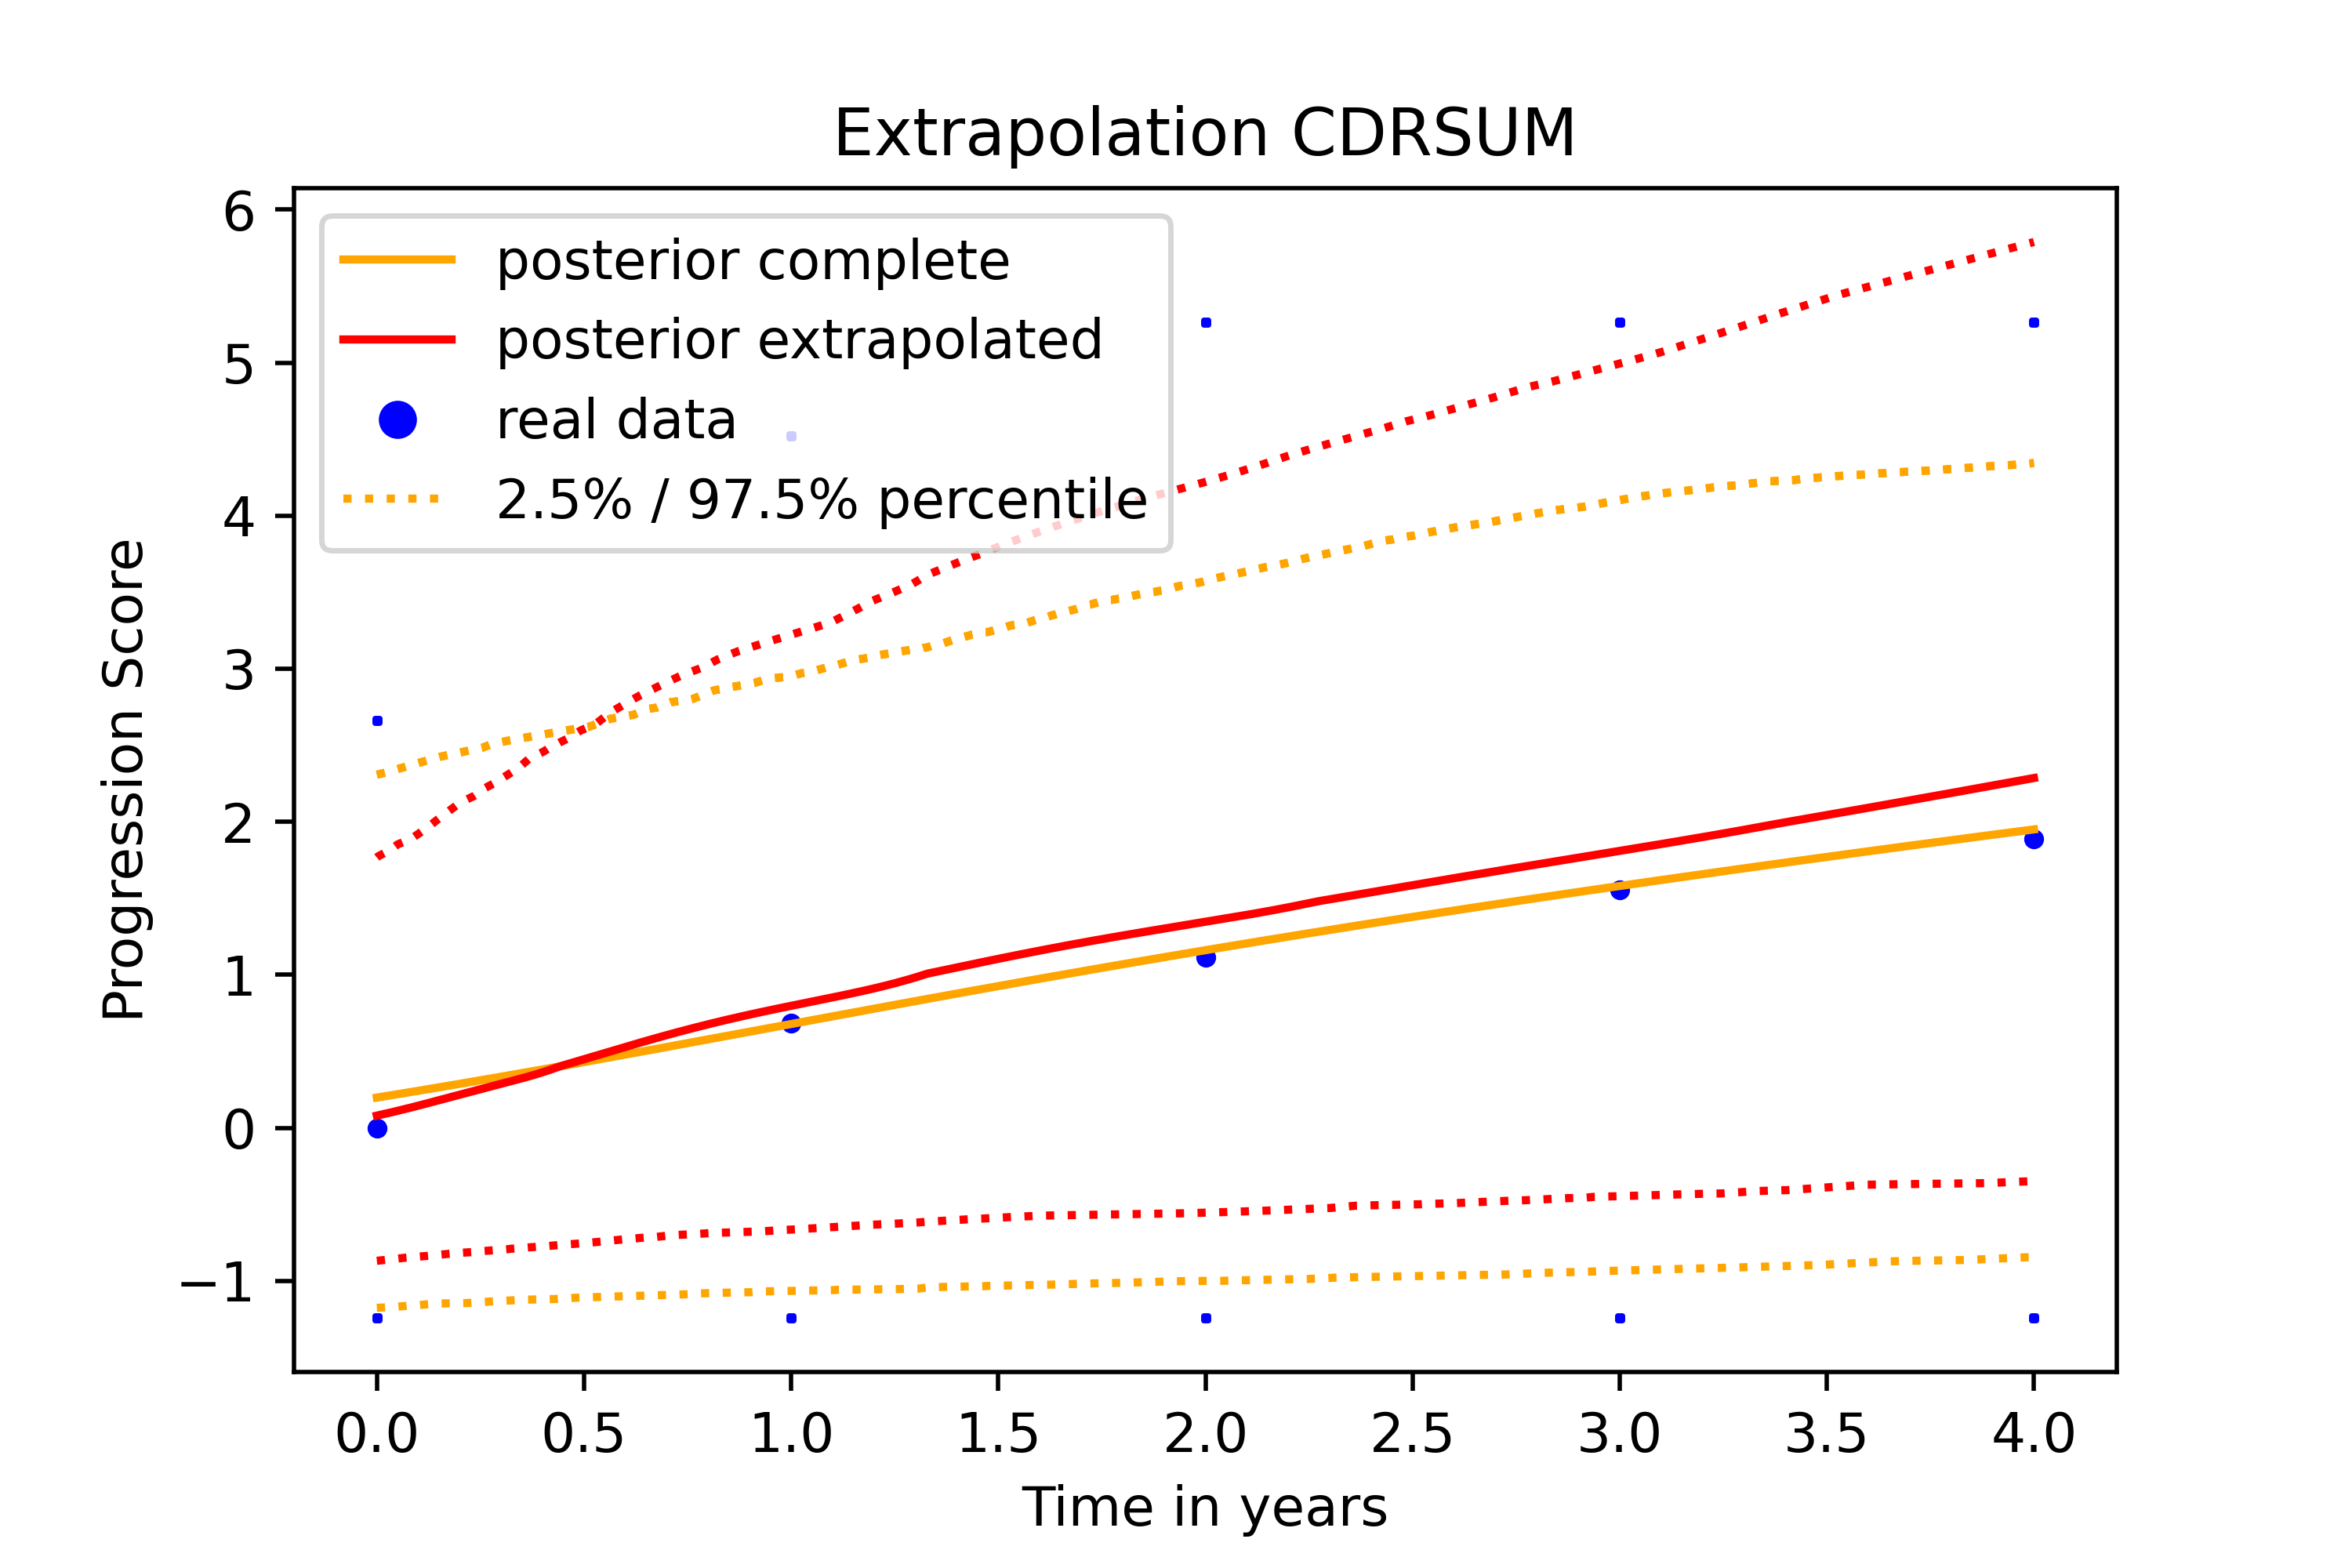 Extrapolation CDRSUM
posterior complete
posterior extrapolated
real data
2.5% / 97.5% percentile
Progression Score
6
5
4
3
2
1
0
−1
0.0 0.5 1.0 1.5 2.0 2.5 3.0 3.5 4.0
Time in years